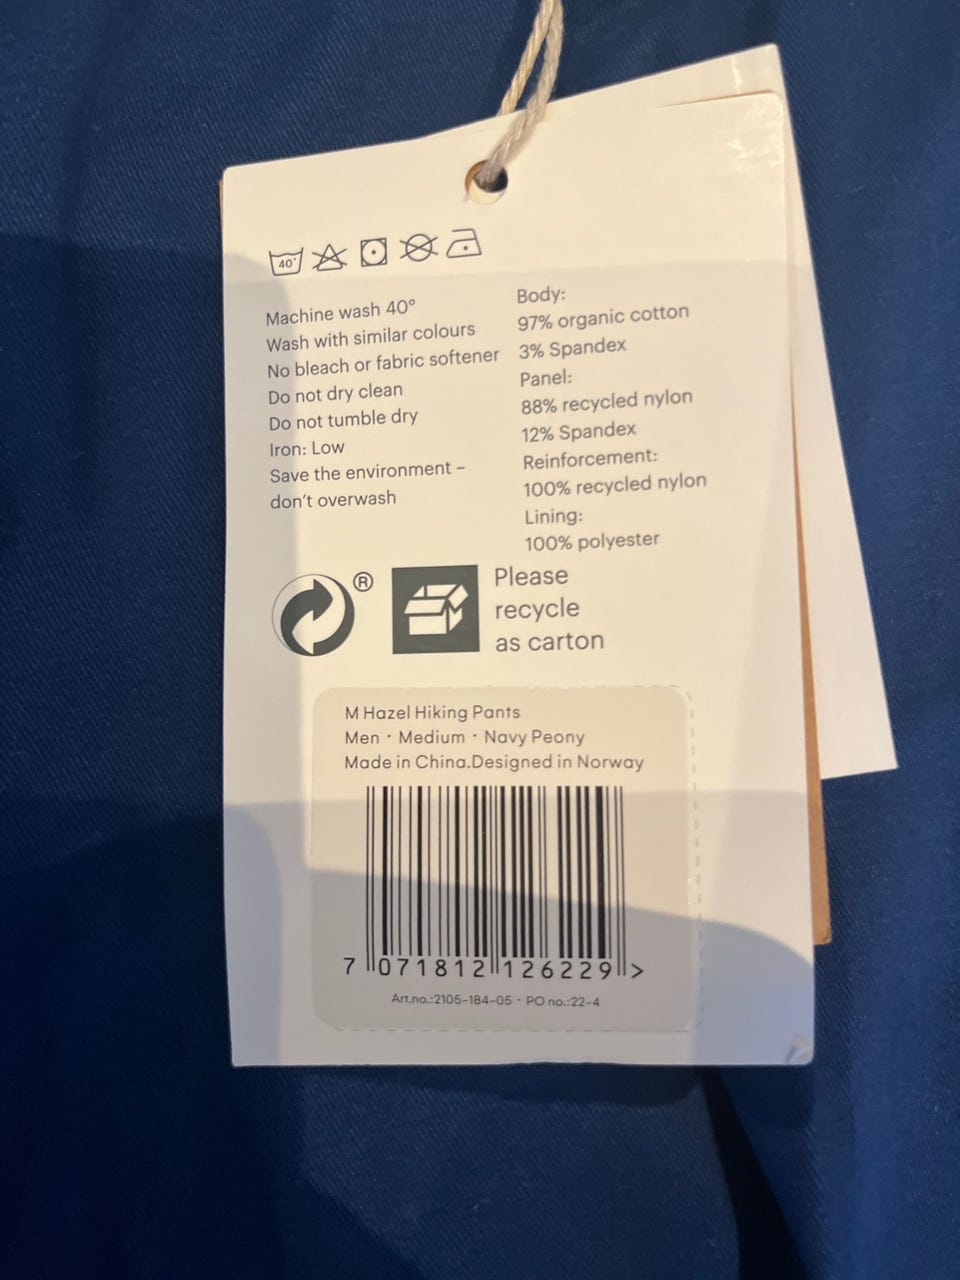 40°
Machine wash 40°
Wash with similar colours
No bleach or fabric softener
Do not dry clean
Do not tumble dry
Iron: Low
Save the environment –
don't overwash
Body:
97% organic cotton
3% Spandex
Panel:
88% recycled nylon
12% Spandex
Reinforcement:
100% recycled nylon
Lining:
100% polyester
®
Please
recycle
as carton
M Hazel Hiking Pants
Men · Medium · Navy Peony
Made in China.Designed in Norway
7 071812 126229 >
Art.no.:2105-184-05 · PO no.:22-4